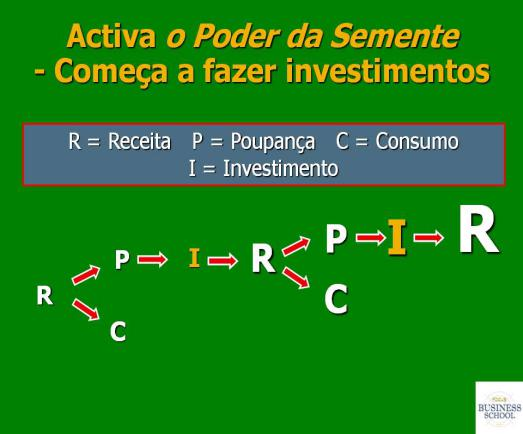 Activa o Poder da Semente
- Começa a fazer investimentos
R = Receita P = Poupança C = Consumo
I = Investimento
R
P
C
I
R
P
C
I
R
BUSINESS
SCHOOL